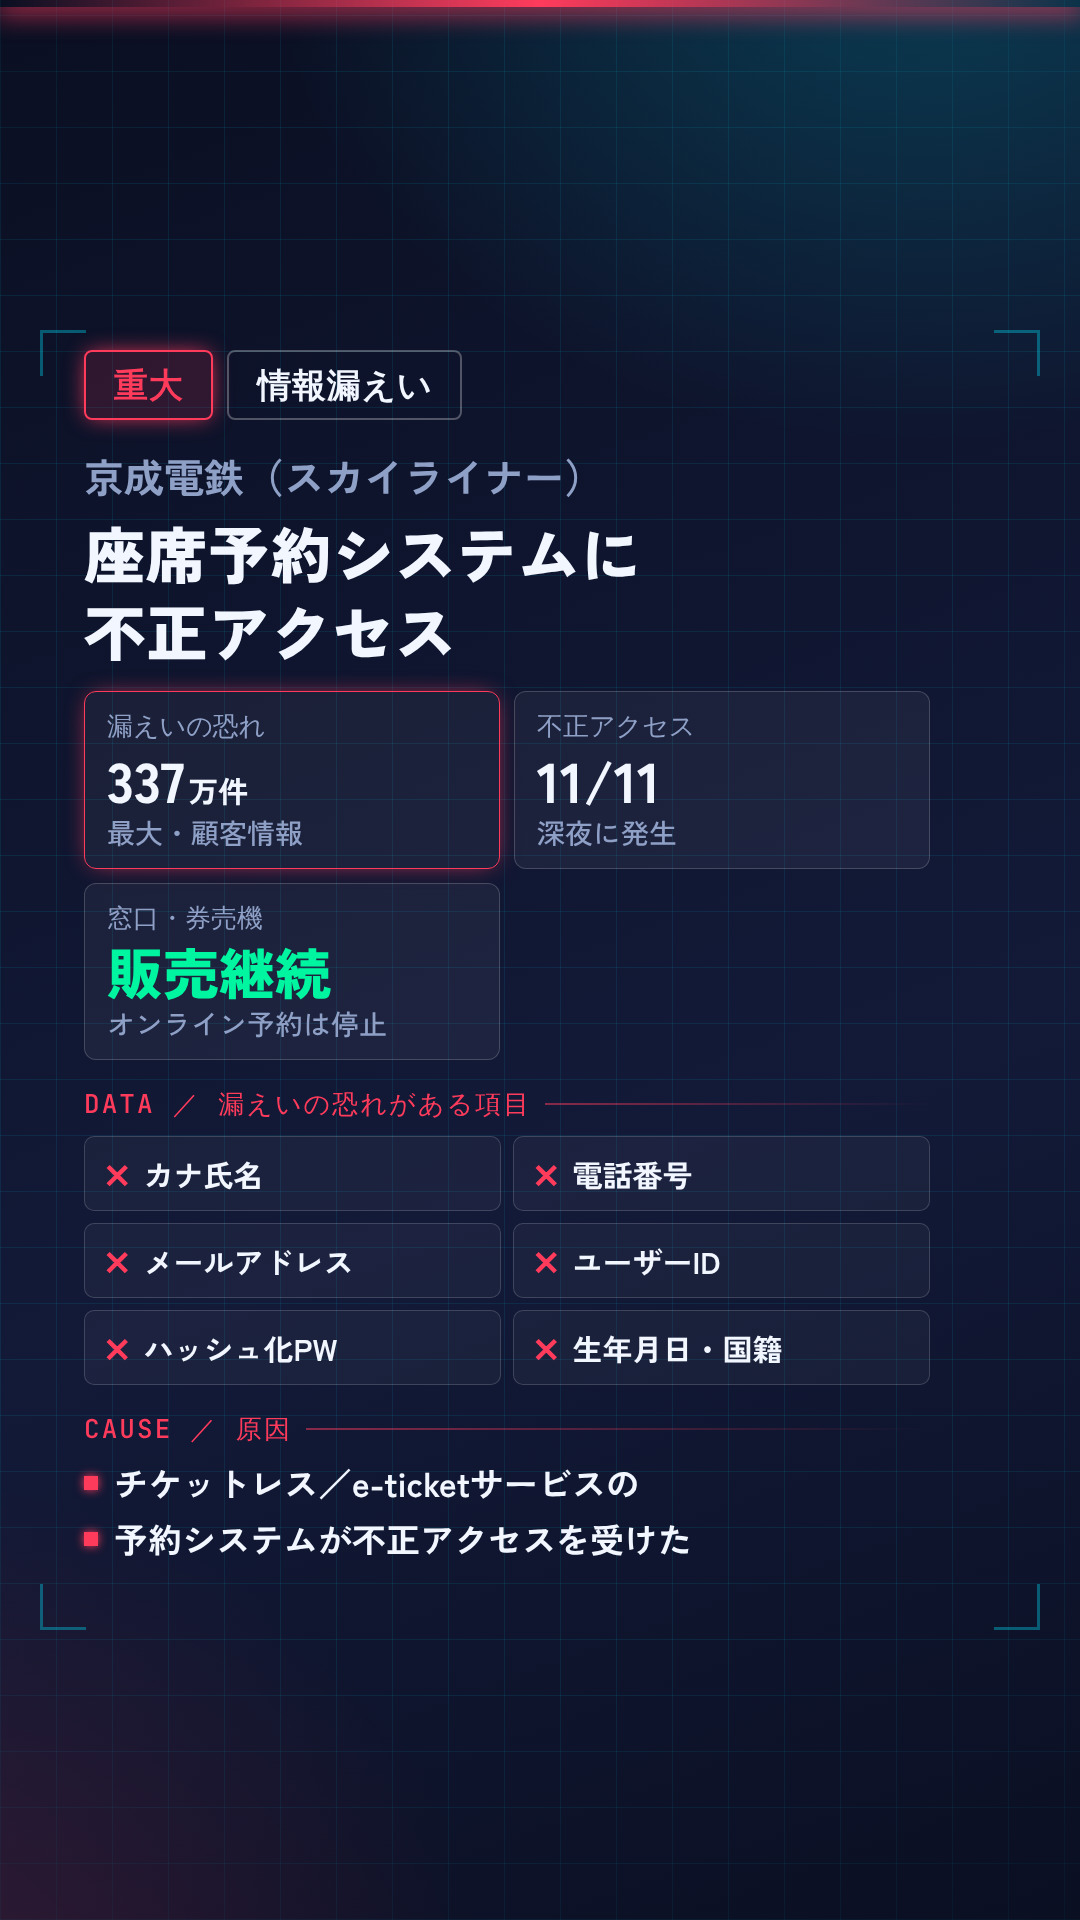 重大
情報漏えい
京成電鉄（スカイライナー）
座席予約システムに
不正アクセス
漏えいの恐れ
337万件
最大・顧客情報
不正アクセス
11/11
深夜に発生
窓口・券売機
販売継続
オンライン予約は停止
DATA ／ 漏えいの恐れがある項目
✕ カナ氏名
✕ 電話番号
✕ メールアドレス
✕ ユーザーID
✕ ハッシュ化PW
✕ 生年月日・国籍
CAUSE ／ 原因
チケットレス／e-ticketサービスの
予約システムが不正アクセスを受けた